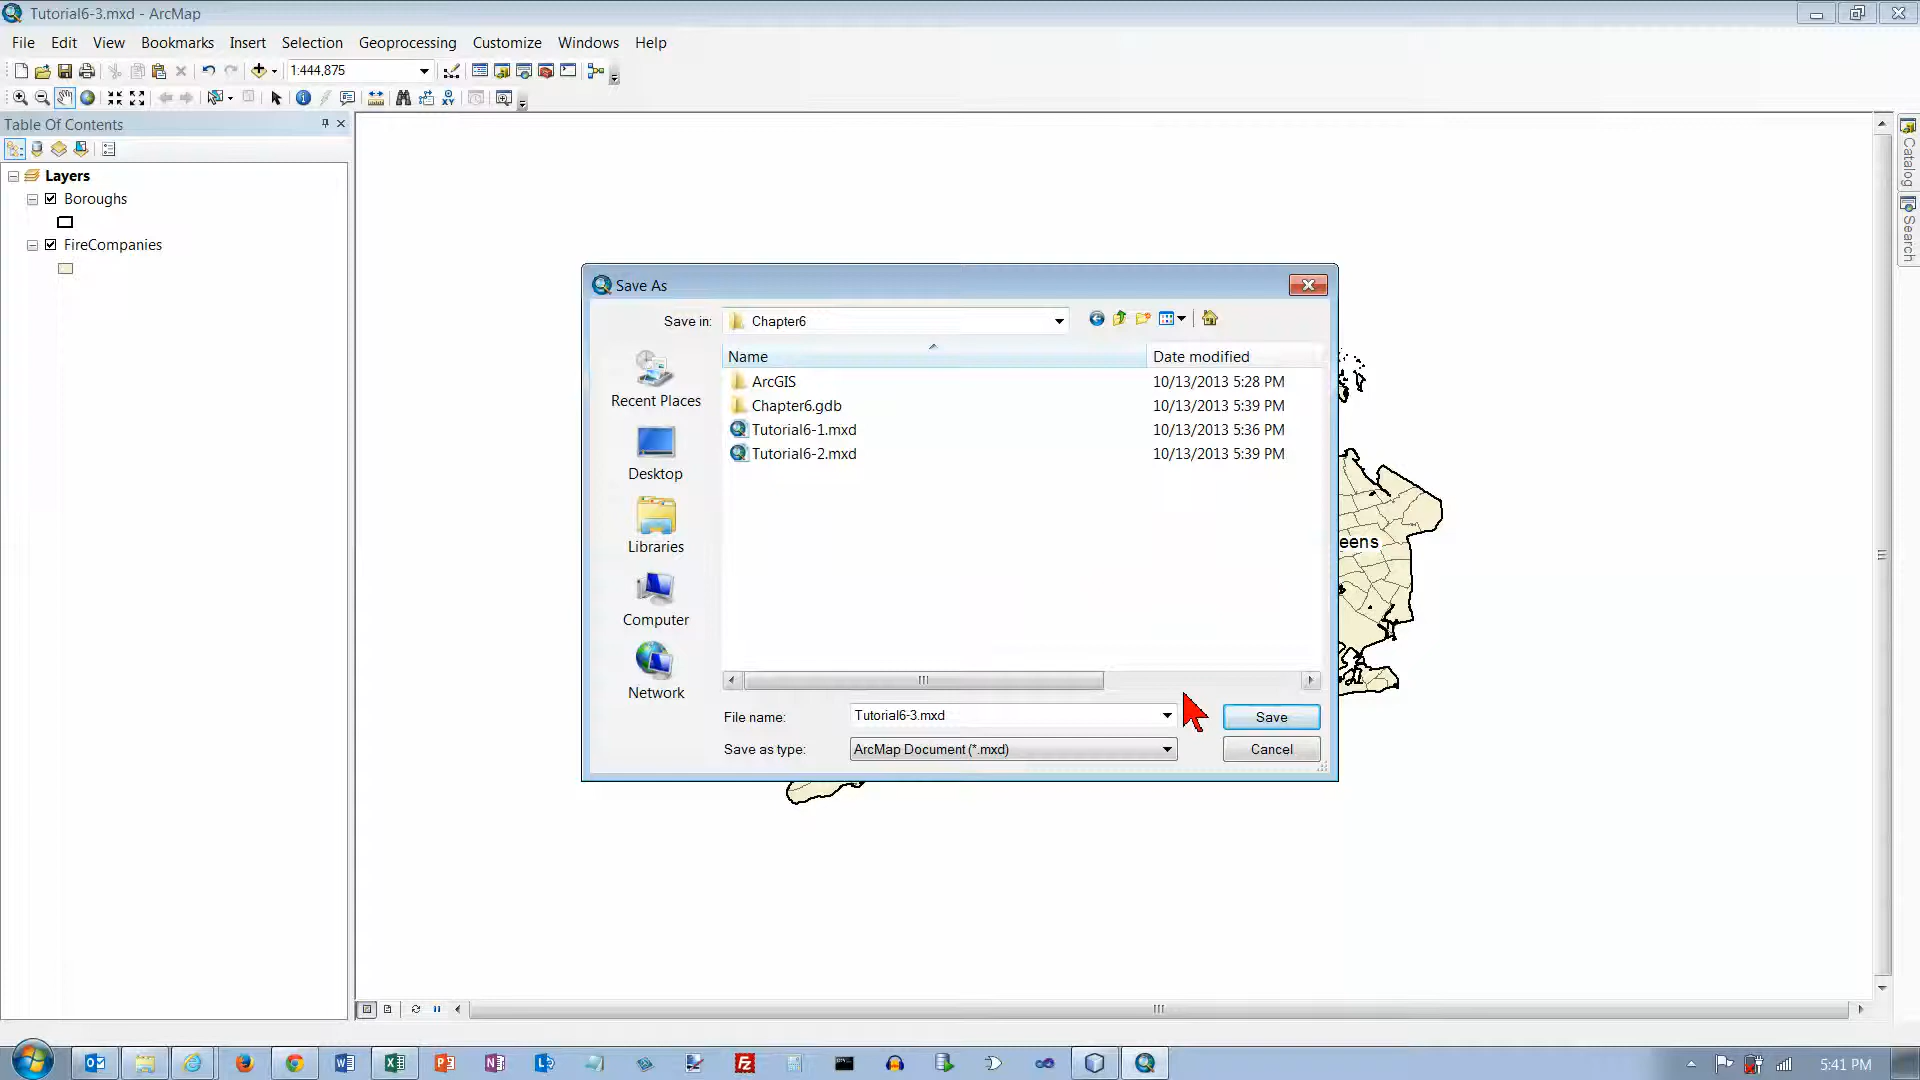 Tutorial6-3.mxd - ArcMap
File Edit View Bookmarks Insert Selection Geoprocessing Customize Windows Help
1:444,875
Table Of Contents
Layers
Boroughs
FireCompanies
Catalog
Search
Save As
Save in: Chapter6
Name Date modified
ArcGIS 10/13/2013 5:28 PM
Chapter6.gdb 10/13/2013 5:39 PM
Tutorial6-1.mxd 10/13/2013 5:36 PM
Tutorial6-2.mxd 10/13/2013 5:39 PM
Recent Places
Desktop
Libraries
Computer
Network
File name: Tutorial6-3.mxd Save
Save as type: ArcMap Document (*.mxd) Cancel
eens
5:41 PM